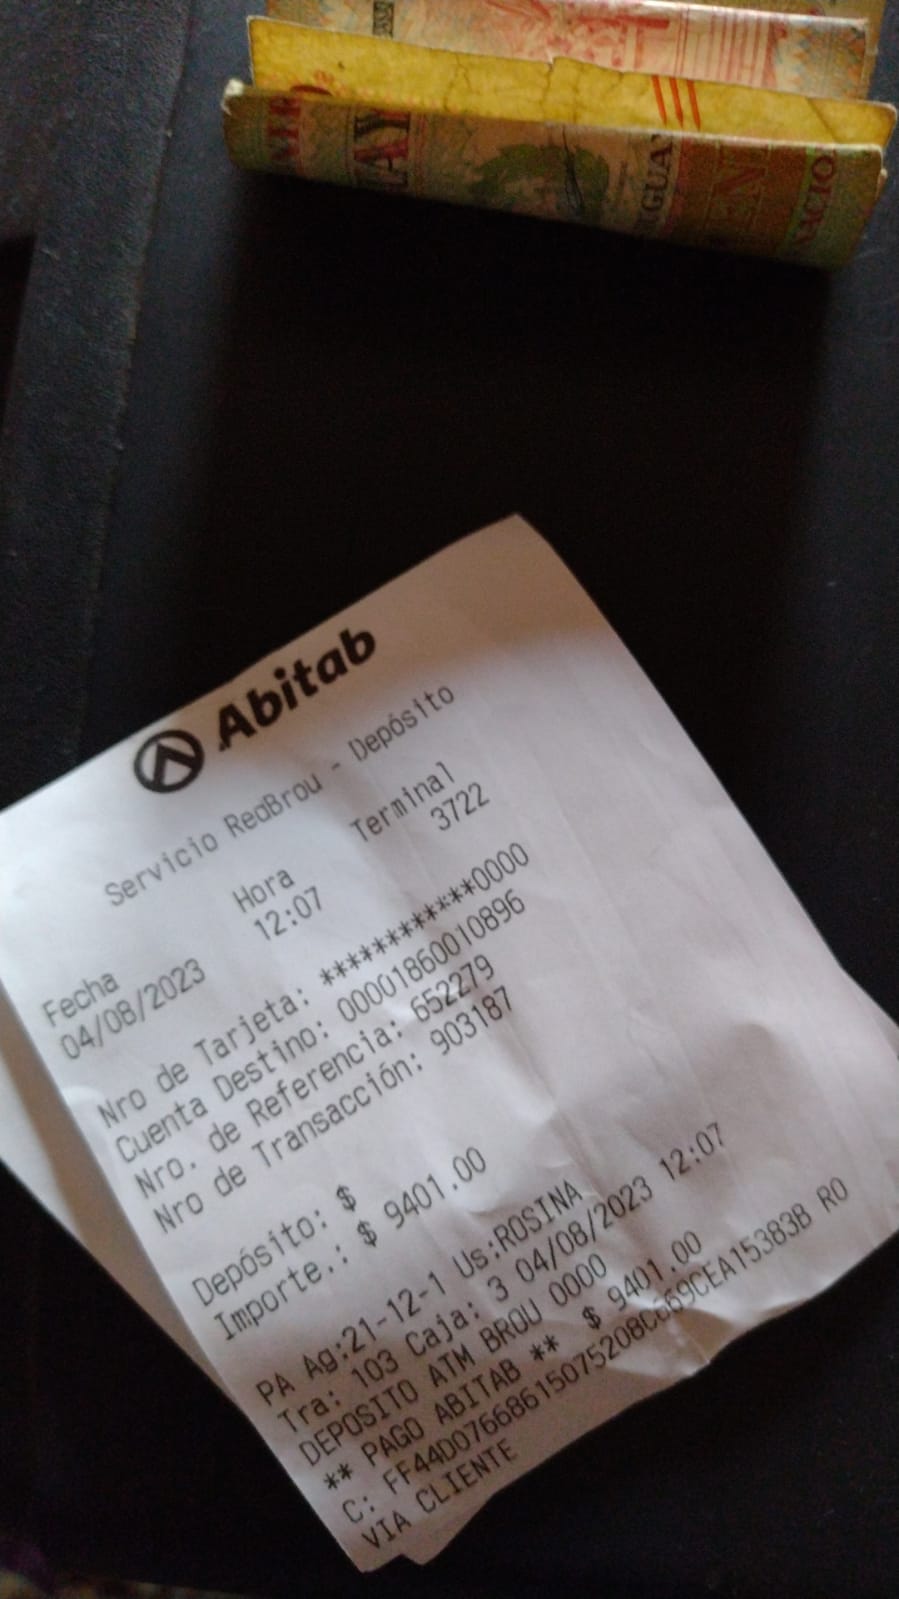 Abitab
Servicio RedBrou - Depósito
Fecha Hora Terminal
04/08/2023 12:07 3722
Nro de Tarjeta: ************0000
Cuenta Destino: 00001860010896
Nro. de Referencia: 652279
Nro de Transacción: 903187
Depósito: $
Importe.: $ 9401.00
PA Ag:21-12-1 Us:ROSINA
Tra: 103 Caja: 3 04/08/2023 12:07
DEPOSITO ATM BROU 0000
** PAGO ABITAB ** $ 9401.00
C: FF44D07668615075208CC69CEA15383B RO
VIA CLIENTE